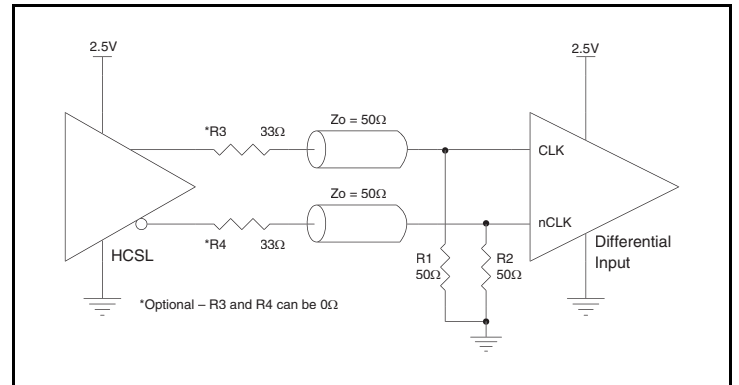 2.5V
2.5V
*R3 33Ω
Zo = 50Ω
CLK
Zo = 50Ω
nCLK
*R4 33Ω
HCSL
R1
50Ω
R2
50Ω
Differential
Input
*Optional – R3 and R4 can be 0Ω